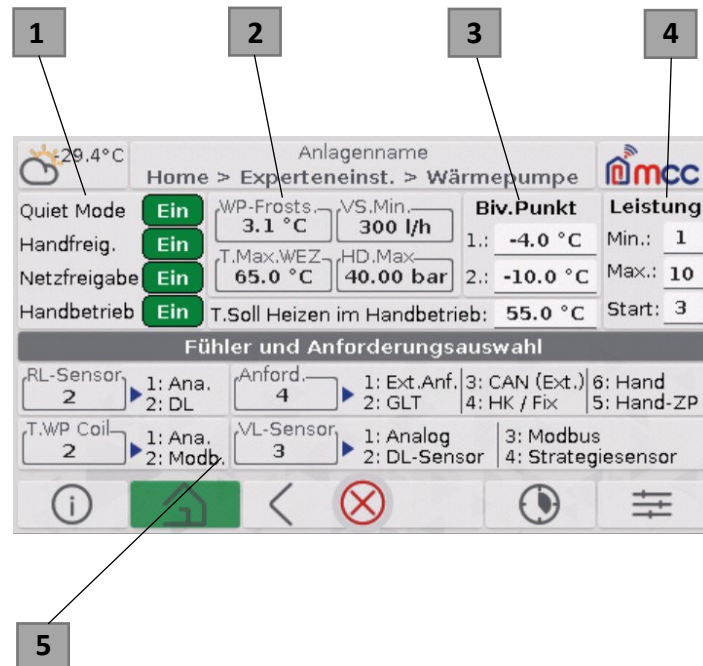 1 2 3 4
-29.4°C Anlagenname
Home > Experteneinst. > Wärmepumpe
mcc
Quiet Mode Ein
Handfreig. Ein
Netzfreigabe Ein
Handbetrieb Ein
WP-Frosts. 3.1 °C
VS.Min. 300 l/h
T.Max.WEZ 65.0 °C
HD.Max 40.00 bar
Biv.Punkt
1.: -4.0 °C
2.: -10.0 °C
Leistung
Min.: 1
Max.: 10
Start: 3
T.Soll Heizen im Handbetrieb: 55.0 °C
Fühler und Anforderungsauswahl
RL-Sensor 2
1: Ana.
2: DL
Anford. 4
1: Ext.Anf. 3: CAN (Ext.) 6: Hand
2: GLT 4: HK / Fix 5: Hand-ZP
T.WP Coil 2
1: Ana.
2: Modb.
VL-Sensor 3
1: Analog 3: Modbus
2: DL-Sensor 4: Strategiesensor
5